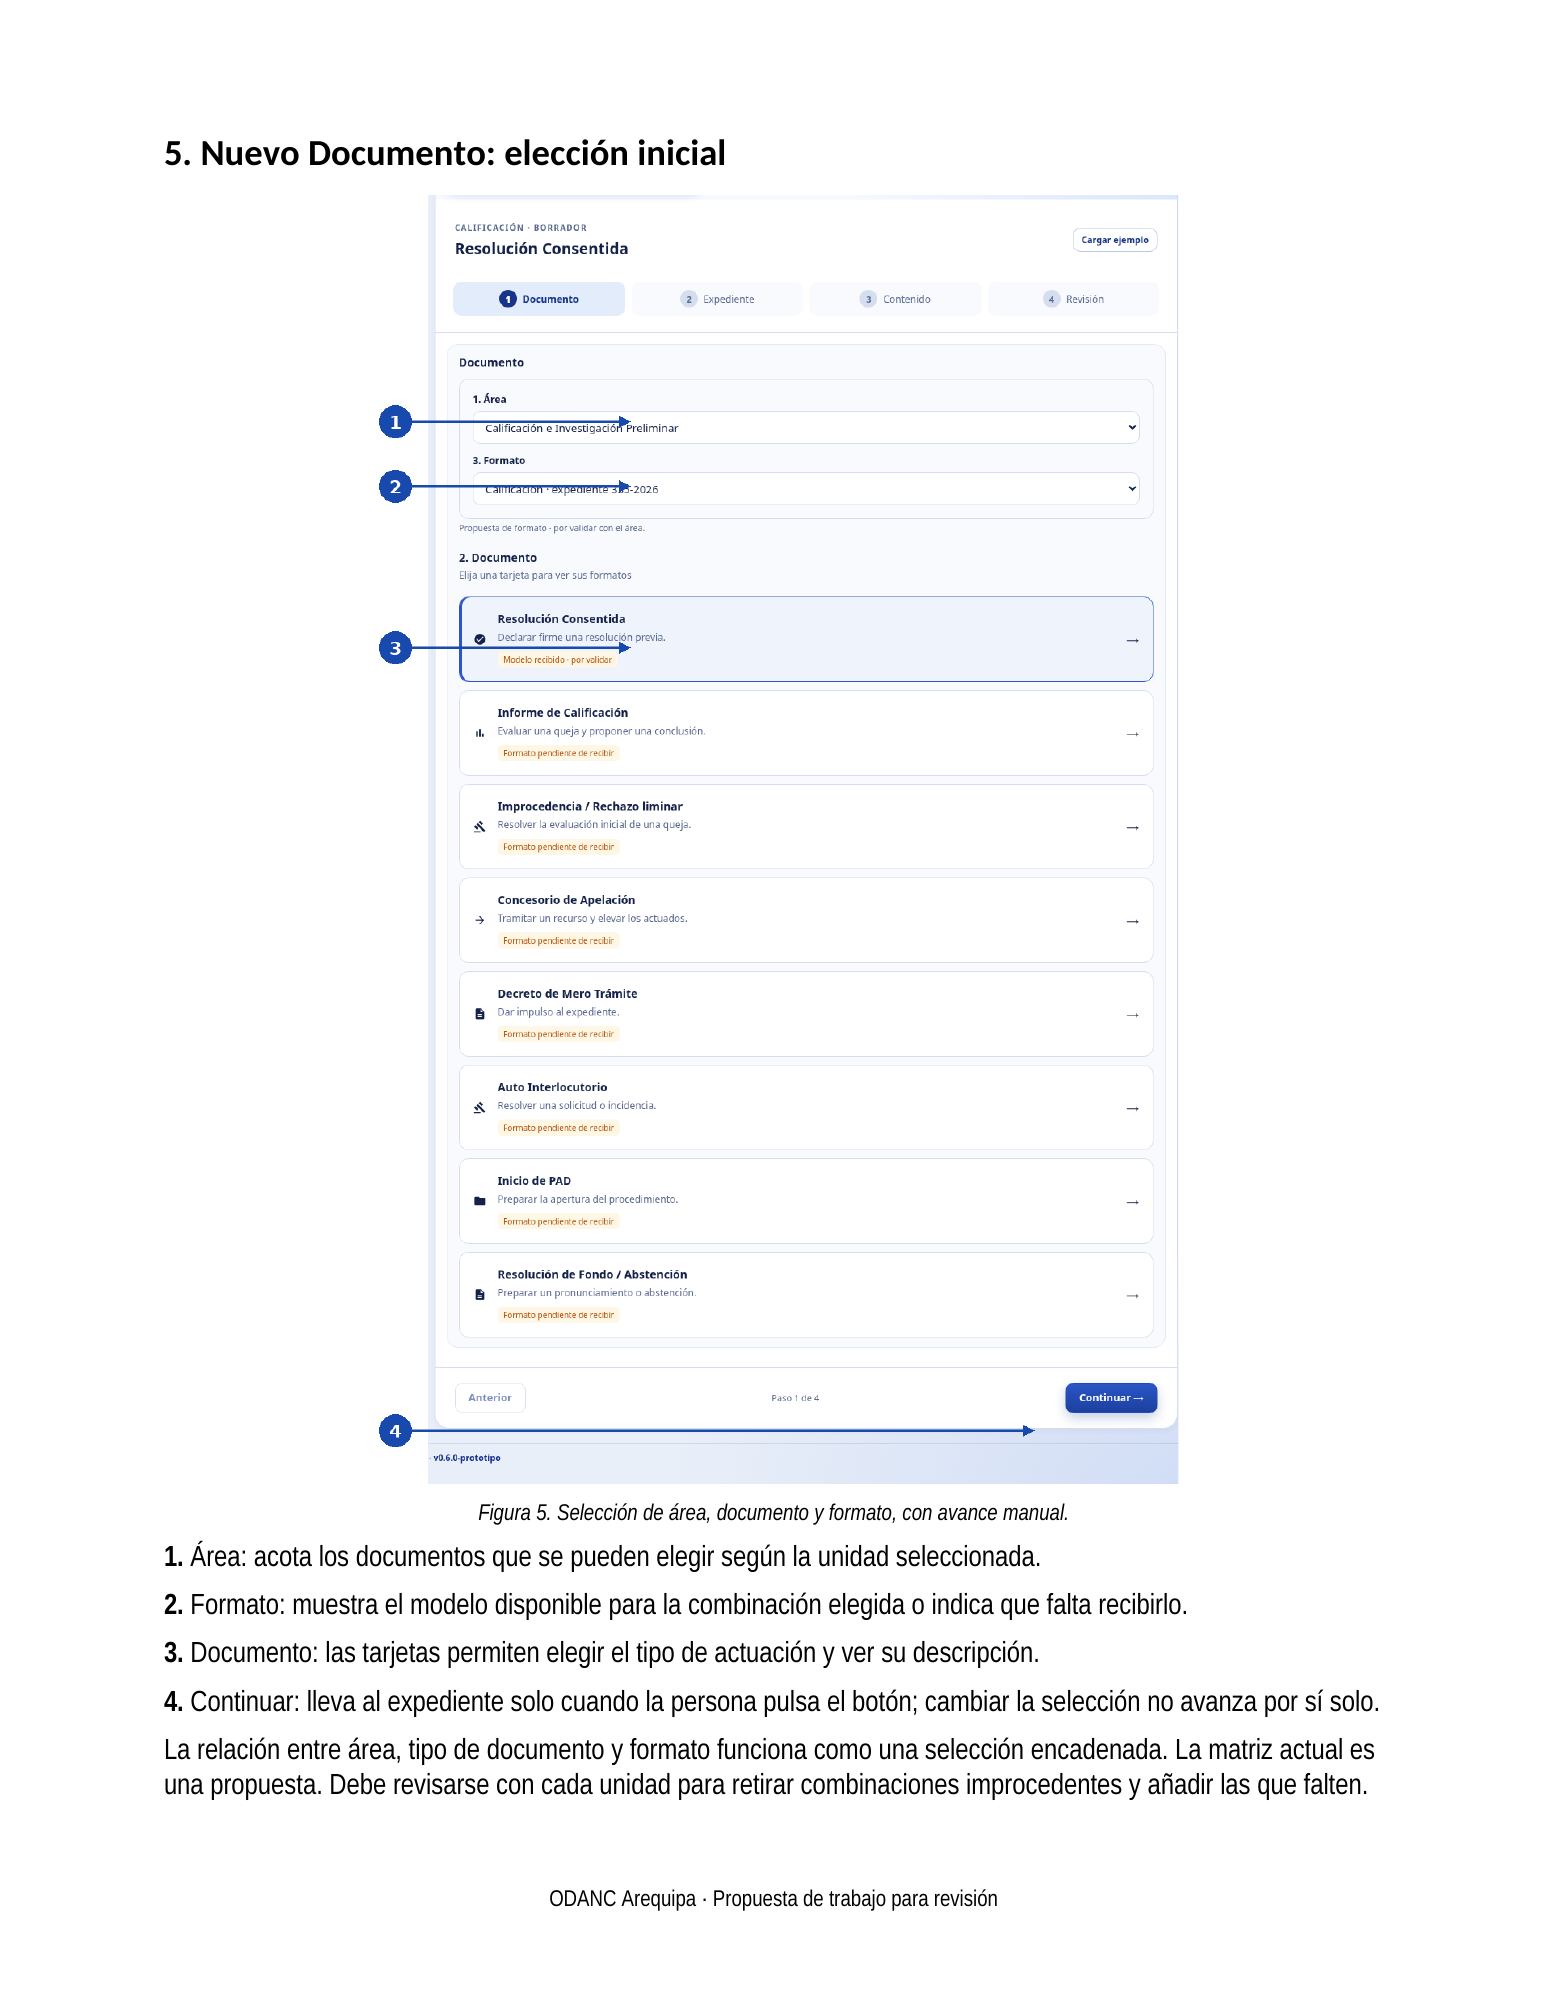 5. Nuevo Documento: elección inicial
CALIFICACIÓN · BORRADOR
Resolución Consentida
Cargar ejemplo
1 Documento
2 Expediente
3 Contenido
4 Revisión
Documento
1. Área
1
Calificación e Investigación Preliminar
3. Formato
2
Calificación · expediente 335-2026
Propuesta de formato · por validar con el área.
2. Documento
Elija una tarjeta para ver sus formatos
Resolución Consentida
Declarar firme una resolución previa.
→
3
Modelo recibido · por validar
Informe de Calificación
Evaluar una queja y proponer una conclusión.
→
Formato pendiente de recibir
Improcedencia / Rechazo liminar
Resolver la evaluación inicial de una queja.
→
Formato pendiente de recibir
Concesorio de Apelación
Tramitar un recurso y elevar los actuados.
→
Formato pendiente de recibir
Decreto de Mero Trámite
Dar impulso al expediente.
→
Formato pendiente de recibir
Auto Interlocutorio
Resolver una solicitud o incidencia.
→
Formato pendiente de recibir
Inicio de PAD
Preparar la apertura del procedimiento.
→
Formato pendiente de recibir
Resolución de Fondo / Abstención
Preparar un pronunciamiento o abstención.
→
Formato pendiente de recibir
Anterior
Paso 1 de 4
Continuar →
4
· v0.6.0-prototipo
Figura 5. Selección de área, documento y formato, con avance manual.
1. Área: acota los documentos que se pueden elegir según la unidad seleccionada.
2. Formato: muestra el modelo disponible para la combinación elegida o indica que falta recibirlo.
3. Documento: las tarjetas permiten elegir el tipo de actuación y ver su descripción.
4. Continuar: lleva al expediente solo cuando la persona pulsa el botón; cambiar la selección no avanza por sí solo.
La relación entre área, tipo de documento y formato funciona como una selección encadenada. La matriz actual es
una propuesta. Debe revisarse con cada unidad para retirar combinaciones improcedentes y añadir las que falten.
ODANC Arequipa · Propuesta de trabajo para revisión